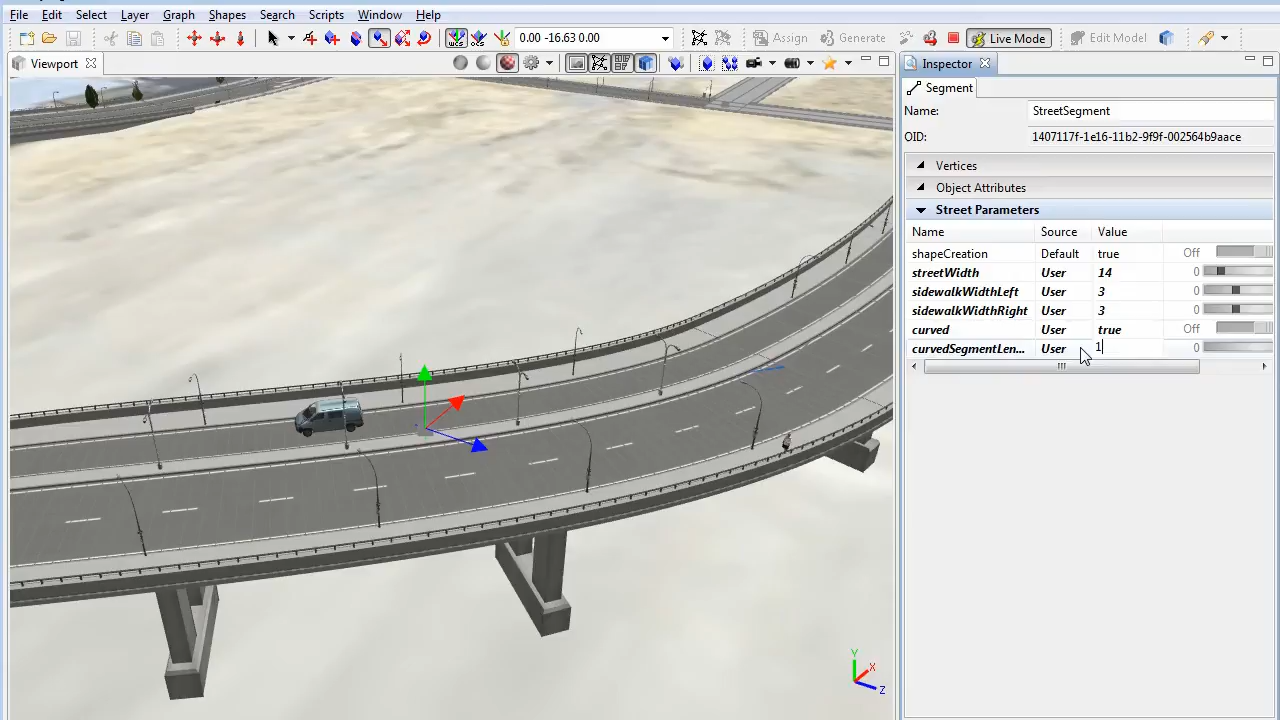 File Edit Select Layer Graph Shapes Search Scripts Window Help
0.00 -16.63 0.00 Assign Generate Live Mode Edit Model
Viewport
Inspector
Segment
Name: StreetSegment
OID: 1407117f-1e16-11b2-9f9f-002564b9aace
Vertices
Object Attributes
Street Parameters
Name Source Value
shapeCreation Default true Off
streetWidth User 14 0
sidewalkWidthLeft User 3 0
sidewalkWidthRight User 3 0
curved User true Off
curvedSegmentLen... User 1 0
Y
X
Z